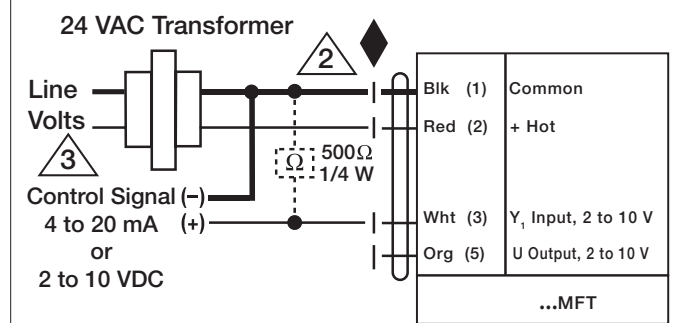 24 VAC Transformer
2
Line
Volts
3
Blk (1) Common
Red (2) + Hot
Ω 500Ω
1/4 W
Control Signal (–)
4 to 20 mA (+)
or
2 to 10 VDC
Wht (3) Y₁ Input, 2 to 10 V
Org (5) U Output, 2 to 10 V
...MFT